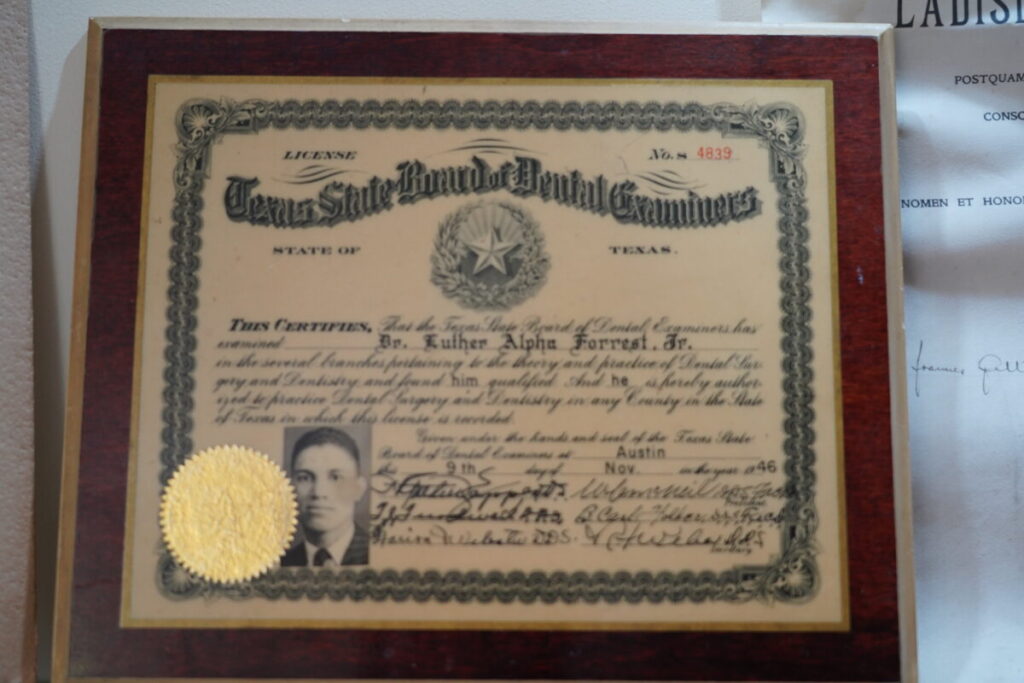 LICENSE No. s 4839
Texas State Board of Dental Examiners
STATE OF TEXAS.
THIS CERTIFIES, That the Texas State Board of Dental Examiners has
examined Dr. Luther Alpha Forrest, Jr.
in the several branches pertaining to the theory and practice of Dental Sur-
gery and Dentistry and found him qualified And he is hereby author-
ized to practice Dental Surgery and Dentistry in any County in the State
of Texas in which this license is recorded.
Given under the hands and seal of the Texas State
Board of Dental Examiners at Austin
this 9th day of Nov. in the year 1946
President
D.D.S.
Secretary
LADISL
POSTQUAM
CONSC
NOMEN ET HONO